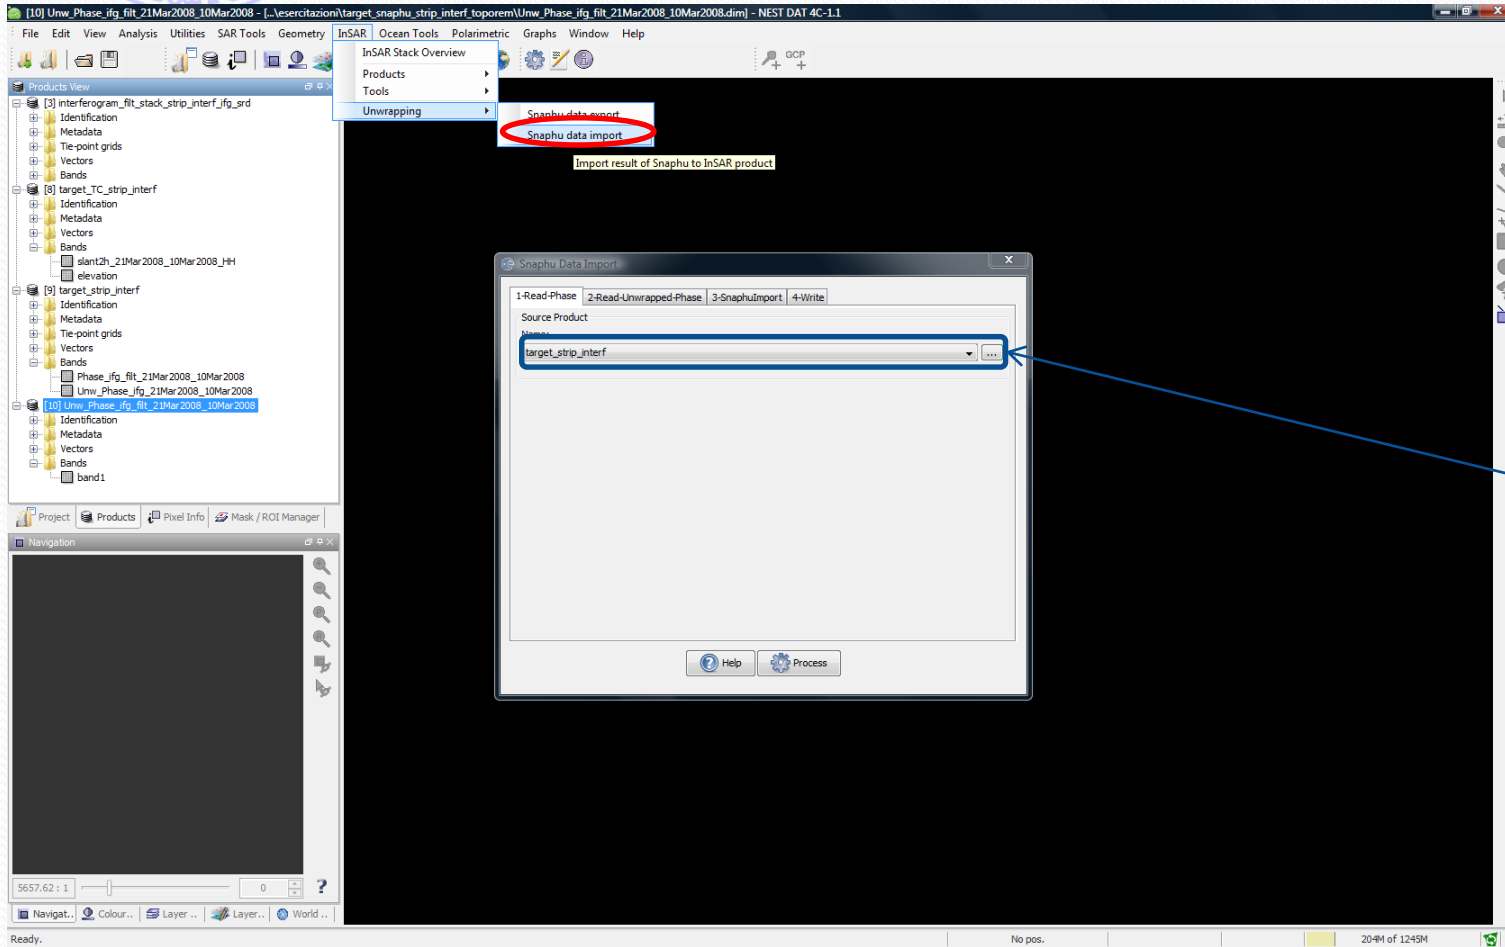 [10] Unw_Phase_ifg_filt_21Mar2008_10Mar2008 - [...\esercitazioni\target_snaphu_strip_interf_toporem\Unw_Phase_ifg_filt_21Mar2008_10Mar2008.dim] - NEST DAT 4C-1.1
File Edit View Analysis Utilities SAR Tools Geometry InSAR Ocean Tools Polarimetric Graphs Window Help
InSAR Stack Overview
Products
Tools
Unwrapping
Snaphu data export
Snaphu data import
Import result of Snaphu to InSAR product
GCP
Products View
[3] interferogram_filt_stack_strip_interf_ifg_srd
Identification
Metadata
Tie-point grids
Vectors
Bands
[8] target_TC_strip_interf
Identification
Metadata
Vectors
Bands
slant2h_21Mar2008_10Mar2008_HH
elevation
[9] target_strip_interf
Identification
Metadata
Tie-point grids
Vectors
Bands
Phase_ifg_filt_21Mar2008_10Mar2008
Unw_Phase_ifg_21Mar2008_10Mar2008
[10] Unw_Phase_ifg_filt_21Mar2008_10Mar2008
Identification
Metadata
Vectors
Bands
band1
Project Products Pixel Info Mask / ROI Manager
Navigation
5657.62 : 1 0 ?
Navigat.. Colour.. Layer .. Layer.. World ..
Snaphu Data Import
1-Read-Phase 2-Read-Unwrapped-Phase 3-SnaphuImport 4-Write
Source Product
Name:
target_strip_interf ...
Help Process
Ready. No pos. 204M of 1245M